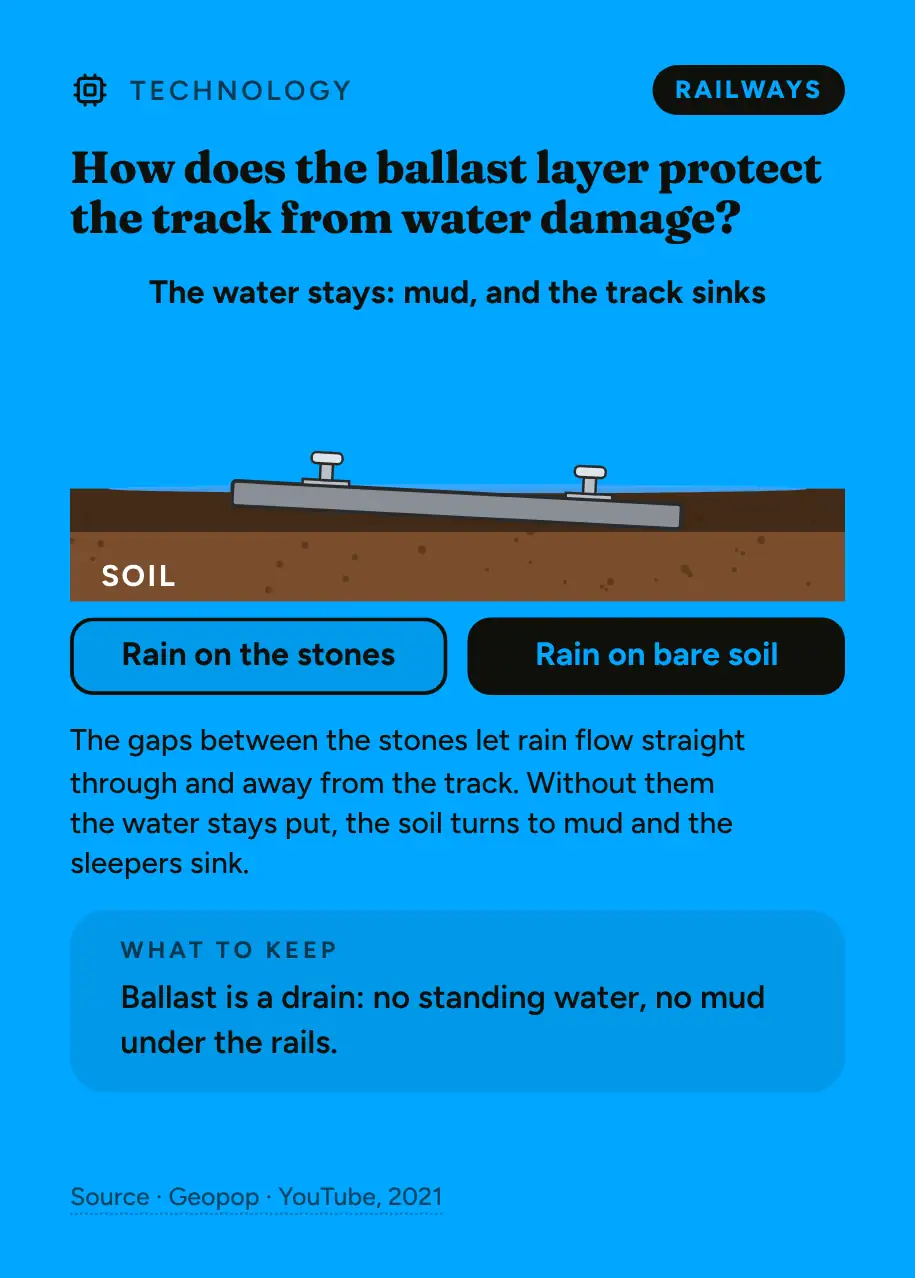 TECHNOLOGY
RAILWAYS
How does the ballast layer protect
the track from water damage?
The water stays: mud, and the track sinks
SOIL
Rain on the stones
Rain on bare soil
The gaps between the stones let rain flow straight
through and away from the track. Without them
the water stays put, the soil turns to mud and the
sleepers sink.
WHAT TO KEEP
Ballast is a drain: no standing water, no mud
under the rails.
Source · Geopop · YouTube, 2021